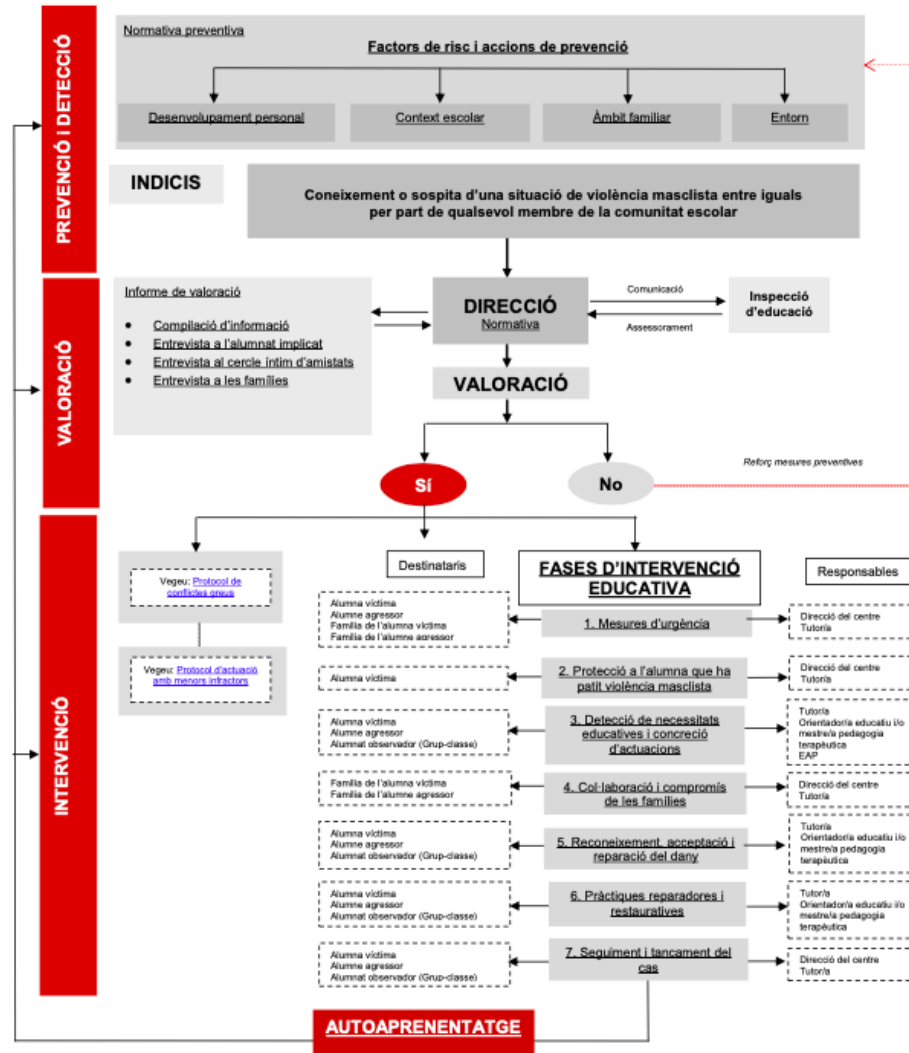 PREVENCIÓ i DETECCIÓ
Normativa preventiva
Factors de risc i accions de prevenció
Desenvolupament personal
Context escolar
Àmbit familiar
Entorn
INDICIS
Coneixement o sospita d'una situació de violència masclista entre iguals
per part de qualsevol membre de la comunitat escolar
VALORACIÓ
Informe de valoració
• Compilació d'informació
• Entrevista a l'alumnat implicat
• Entrevista al cercle íntim d'amistats
• Entrevista a les famílies
DIRECCIÓ
Normativa
Comunicació
Assessorament
Inspecció
d'educació
VALORACIÓ
Sí
No
Reforç mesures preventives
INTERVENCIÓ
Vegeu: Protocol de
conflictes greus
Vegeu: Protocol d'actuació
amb menors infractors
Destinataris
FASES D'INTERVENCIÓ
EDUCATIVA
Responsables
Alumna víctima
Alumne agressor
Família de l'alumna víctima
Família de l'alumne agressor
1. Mesures d'urgència
Direcció del centre
Tutor/a
Alumna víctima
2. Protecció a l'alumna que ha
patit violència masclista
Direcció del centre
Tutor/a
Alumna víctima
Alumne agressor
Alumnat observador (Grup-classe)
3. Detecció de necessitats
educatives i concreció
d'actuacions
Tutor/a
Orientador/a educatiu i/o
mestre/a pedagogia
terapèutica
EAP
Família de l'alumna víctima
Família de l'alumne agressor
4. Col·laboració i compromís
de les famílies
Direcció del centre
Tutor/a
Alumna víctima
Alumne agressor
Alumnat observador (Grup-classe)
5. Reconeixement, acceptació i
reparació del dany
Tutor/a
Orientador/a educatiu i/o
mestre/a pedagogia
terapèutica
Alumna víctima
Alumne agressor
Alumnat observador (Grup-classe)
6. Pràctiques reparadores i
restauratives
Tutor/a
Orientador/a educatiu i/o
mestre/a pedagogia
terapèutica
Alumna víctima
Alumne agressor
Alumnat observador (Grup-classe)
7. Seguiment i tancament del
cas
Direcció del centre
Tutor/a
AUTOAPRENENTATGE